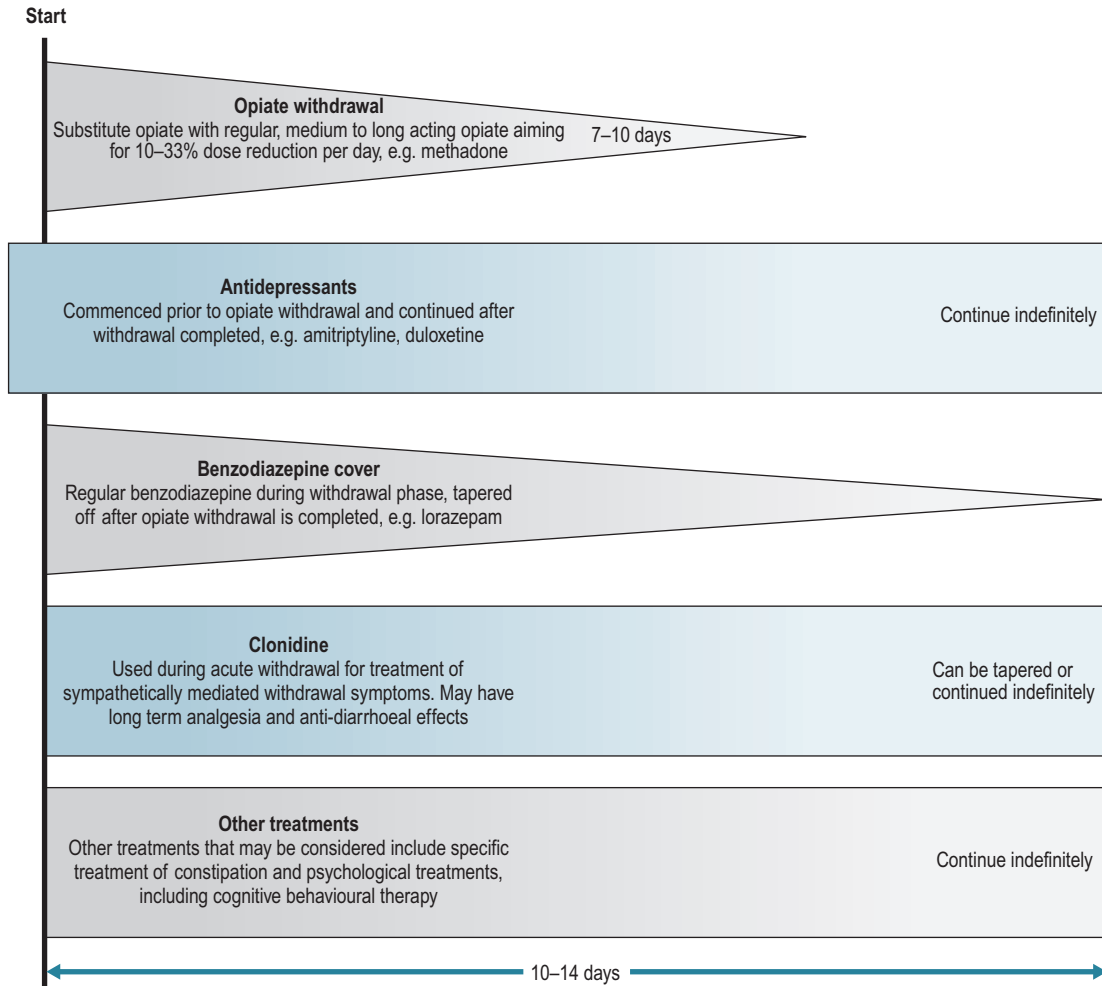 Start
Opiate withdrawal
Substitute opiate with regular, medium to long acting opiate aiming
for 10–33% dose reduction per day, e.g. methadone
7–10 days
Antidepressants
Commenced prior to opiate withdrawal and continued after
withdrawal completed, e.g. amitriptyline, duloxetine
Continue indefinitely
Benzodiazepine cover
Regular benzodiazepine during withdrawal phase, tapered
off after opiate withdrawal is completed, e.g. lorazepam
Clonidine
Used during acute withdrawal for treatment of
sympathetically mediated withdrawal symptoms. May have
long term analgesia and anti-diarrhoeal effects
Can be tapered or
continued indefinitely
Other treatments
Other treatments that may be considered include specific
treatment of constipation and psychological treatments,
including cognitive behavioural therapy
Continue indefinitely
10–14 days